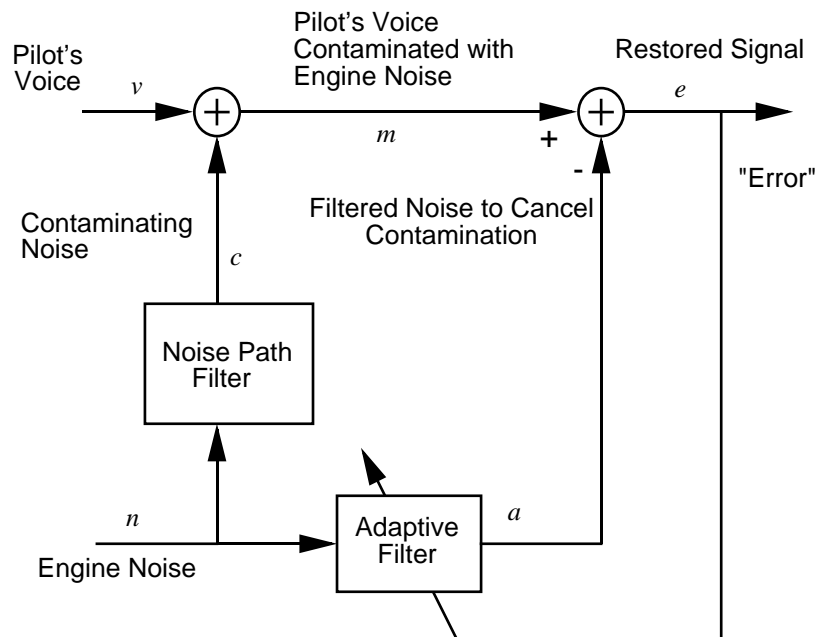 Pilot's
Voice
v
Pilot's Voice
Contaminated with
Engine Noise
m
Restored Signal
e
+
-
"Error"
Contaminating
Noise
c
Filtered Noise to Cancel
Contamination
Noise Path
Filter
n
Engine Noise
Adaptive
Filter
a